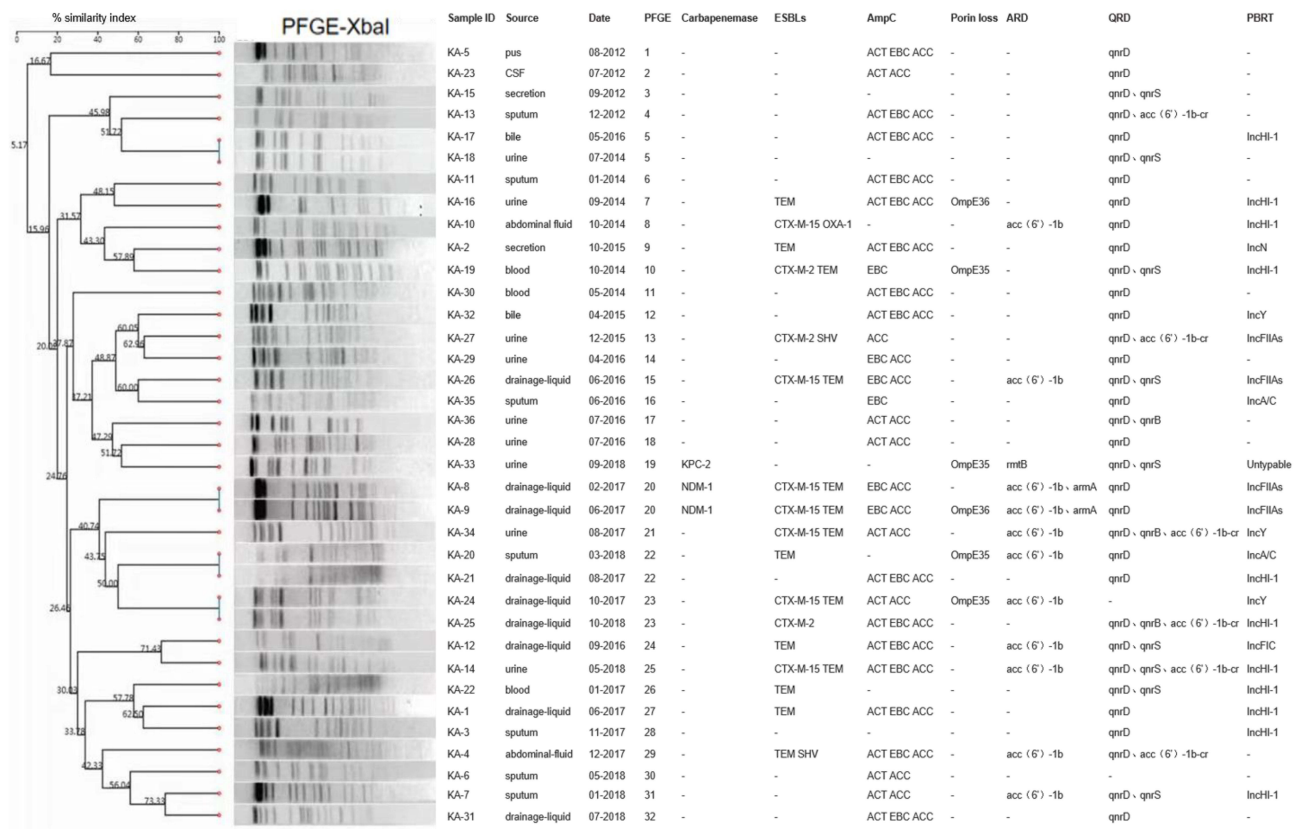 % similarity index
PFGE-XbaI
Sample ID Source Date PFGE Carbapenemase ESBLs AmpC Porin loss ARD QRD PBRT
0 20 40 60 80 100
KA-5 pus 08-2012 1 - - ACT EBC ACC - - qnrD -
16.67
KA-23 CSF 07-2012 2 - - ACT ACC - - qnrD -
KA-15 secretion 09-2012 3 - - - - - qnrD、qnrS -
45.98
KA-13 sputum 12-2012 4 - - ACT EBC ACC - - qnrD、acc（6'）-1b-cr -
51.72
KA-17 bile 05-2016 5 - - ACT EBC ACC - - qnrD IncHI-1
5.17
KA-18 urine 07-2014 5 - - - - - qnrD、qnrS -
KA-11 sputum 01-2014 6 - - ACT EBC ACC - - qnrD -
48.15
KA-16 urine 09-2014 7 - TEM ACT EBC ACC OmpE36 - qnrD IncHI-1
31.57
KA-10 abdominal fluid 10-2014 8 - CTX-M-15 OXA-1 - - acc（6'）-1b qnrD IncHI-1
15.96
43.30
KA-2 secretion 10-2015 9 - TEM ACT EBC ACC - - qnrD IncN
57.89
KA-19 blood 10-2014 10 - CTX-M-2 TEM EBC OmpE35 - qnrD、qnrS IncHI-1
KA-30 blood 05-2014 11 - - ACT EBC ACC - - qnrD -
KA-32 bile 04-2015 12 - - ACT EBC ACC - - qnrD IncY
60.05
KA-27 urine 12-2015 13 - CTX-M-2 SHV ACC - - qnrD、acc（6'）-1b-cr IncFIIAs
62.96
KA-29 urine 04-2016 14 - - EBC ACC - - qnrD -
48.87
KA-26 drainage-liquid 06-2016 15 - CTX-M-15 TEM EBC ACC - acc（6'）-1b qnrD、qnrS IncFIIAs
60.00
KA-35 sputum 06-2016 16 - - EBC - - qnrD IncA/C
KA-36 urine 07-2016 17 - - ACT ACC - - qnrD、qnrB -
47.29
KA-28 urine 07-2016 18 - - ACT ACC - - qnrD -
51.72
KA-33 urine 09-2018 19 KPC-2 - - OmpE35 rmtB qnrD、qnrS Untypable
24.76
KA-8 drainage-liquid 02-2017 20 NDM-1 CTX-M-15 TEM EBC ACC - acc（6'）-1b、armA qnrD IncFIIAs
KA-9 drainage-liquid 06-2017 20 NDM-1 CTX-M-15 TEM EBC ACC OmpE36 acc（6'）-1b、armA qnrD IncFIIAs
40.74
KA-34 urine 08-2017 21 - CTX-M-15 TEM ACT ACC - acc（6'）-1b qnrD、qnrB、acc（6'）-1b-cr IncY
43.75
KA-20 sputum 03-2018 22 - TEM - OmpE35 acc（6'）-1b qnrD IncA/C
KA-21 drainage-liquid 08-2017 22 - - ACT EBC ACC - - qnrD IncHI-1
50.00
KA-24 drainage-liquid 10-2017 23 - CTX-M-15 TEM ACT ACC OmpE35 acc（6'）-1b - IncY
26.46
KA-25 drainage-liquid 10-2018 23 - CTX-M-2 ACT EBC ACC - - qnrD、qnrB、acc（6'）-1b-cr IncHI-1
KA-12 drainage-liquid 09-2016 24 - TEM ACT EBC ACC - acc（6'）-1b qnrD、qnrS IncFIC
71.43
KA-14 urine 05-2018 25 - CTX-M-15 TEM ACT EBC ACC - acc（6'）-1b qnrD、qnrS、acc（6'）-1b-cr IncHI-1
KA-22 blood 01-2017 26 - TEM - - - qnrD、qnrS IncHI-1
57.78
KA-1 drainage-liquid 06-2017 27 - TEM ACT EBC ACC - - qnrD IncHI-1
62.50
KA-3 sputum 11-2017 28 - - - - - qnrD IncHI-1
33.78
KA-4 abdominal-fluid 12-2017 29 - TEM SHV ACT EBC ACC - acc（6'）-1b qnrD、acc（6'）-1b-cr -
42.33
KA-6 sputum 05-2018 30 - - ACT ACC - - - -
56.04
KA-7 sputum 01-2018 31 - - ACT ACC - acc（6'）-1b qnrD、qnrS IncHI-1
73.33
KA-31 drainage-liquid 07-2018 32 - - ACT EBC ACC - - qnrD -